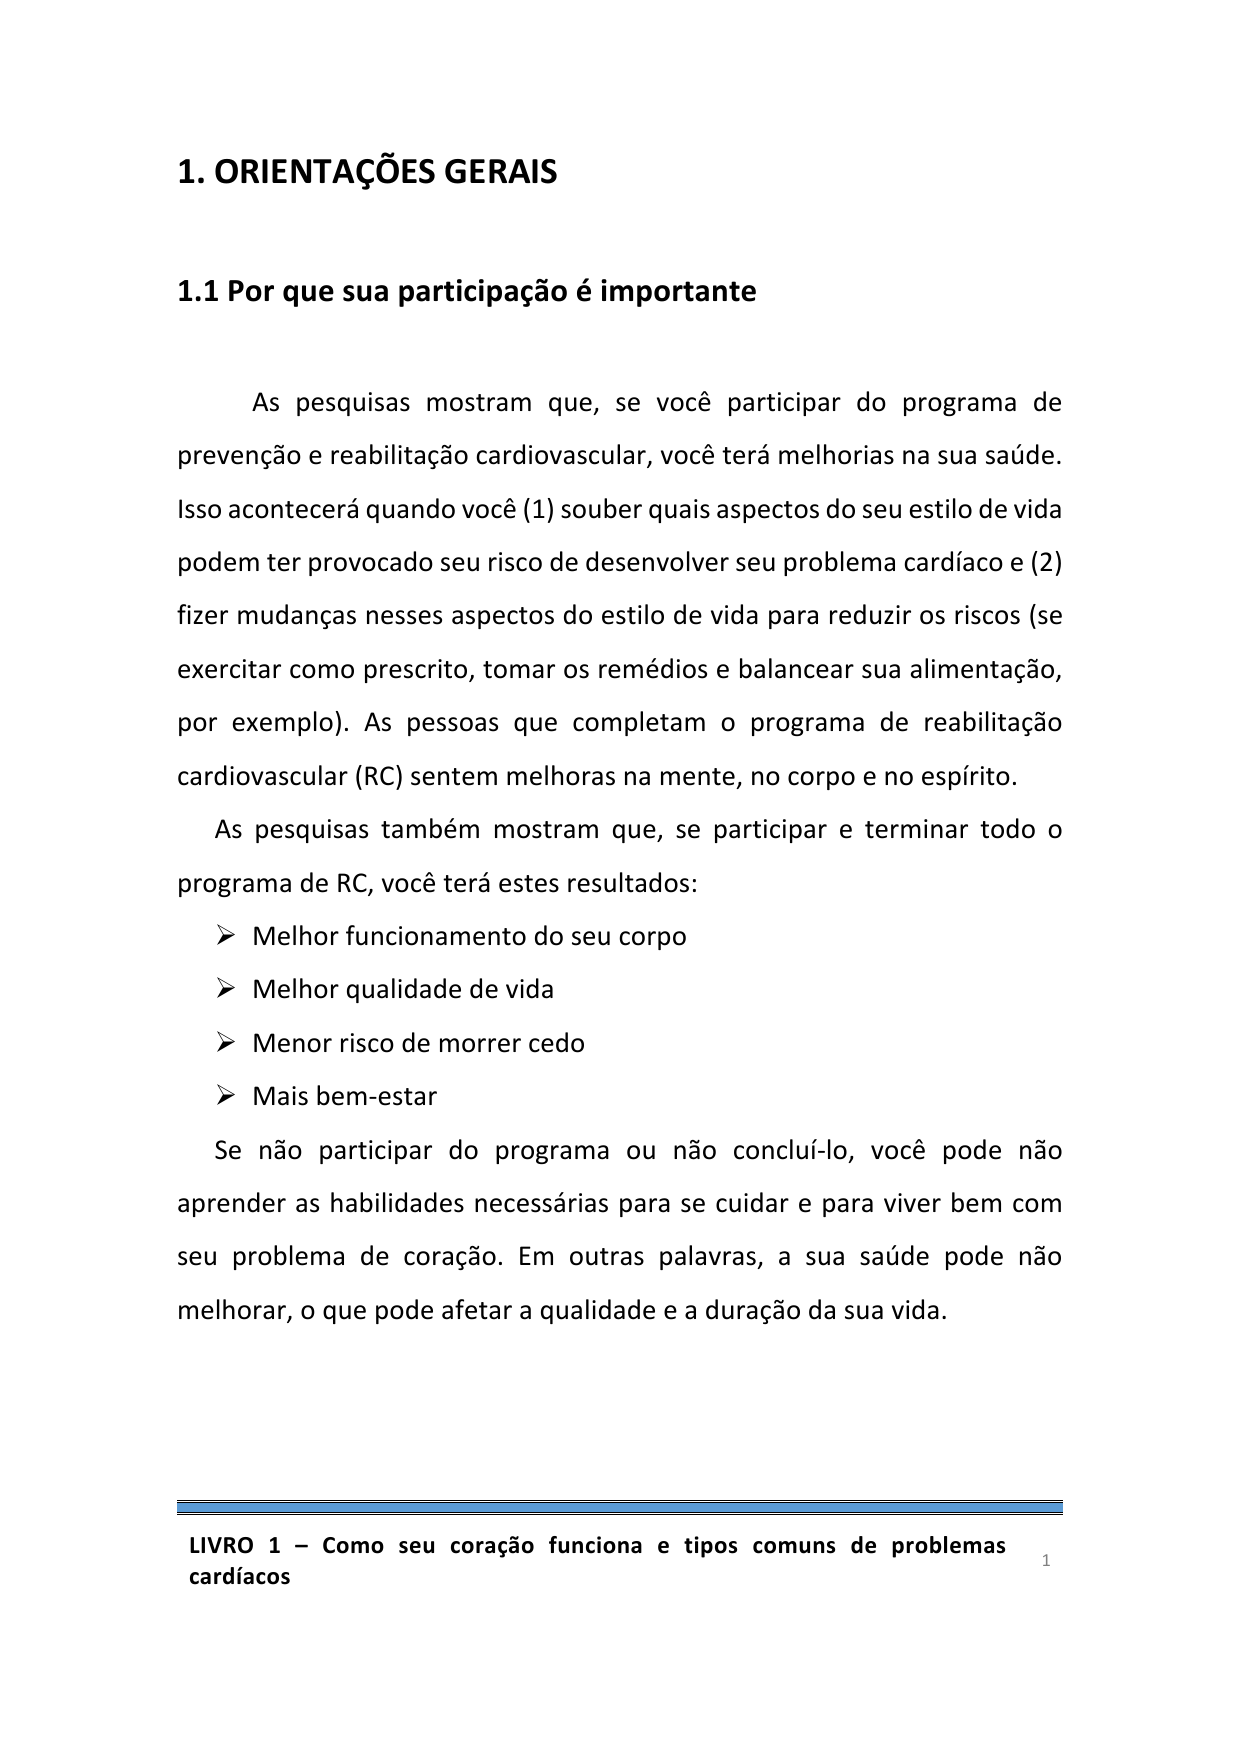 1. ORIENTAÇÕES GERAIS
1.1 Por que sua participação é importante
As pesquisas mostram que, se você participar do programa de
prevenção e reabilitação cardiovascular, você terá melhorias na sua saúde.
Isso acontecerá quando você (1) souber quais aspectos do seu estilo de vida
podem ter provocado seu risco de desenvolver seu problema cardíaco e (2)
fizer mudanças nesses aspectos do estilo de vida para reduzir os riscos (se
exercitar como prescrito, tomar os remédios e balancear sua alimentação,
por exemplo). As pessoas que completam o programa de reabilitação
cardiovascular (RC) sentem melhoras na mente, no corpo e no espírito.
As pesquisas também mostram que, se participar e terminar todo o
programa de RC, você terá estes resultados:
➢ Melhor funcionamento do seu corpo
➢ Melhor qualidade de vida
➢ Menor risco de morrer cedo
➢ Mais bem-estar
Se não participar do programa ou não concluí-lo, você pode não
aprender as habilidades necessárias para se cuidar e para viver bem com
seu problema de coração. Em outras palavras, a sua saúde pode não
melhorar, o que pode afetar a qualidade e a duração da sua vida.
LIVRO 1 – Como seu coração funciona e tipos comuns de problemas
cardíacos
1